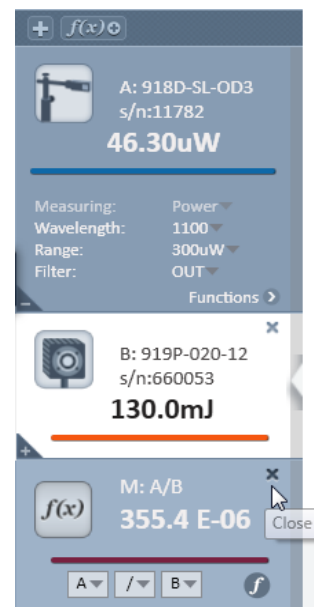 f(x)
A: 918D-SL-OD3
s/n:11782
46.30uW
Measuring: Power
Wavelength: 1100
Range: 300uW
Filter: OUT
Functions
B: 919P-020-12
s/n:660053
130.0mJ
f(x)
M: A/B
355.4 E-06
Close
A / B f